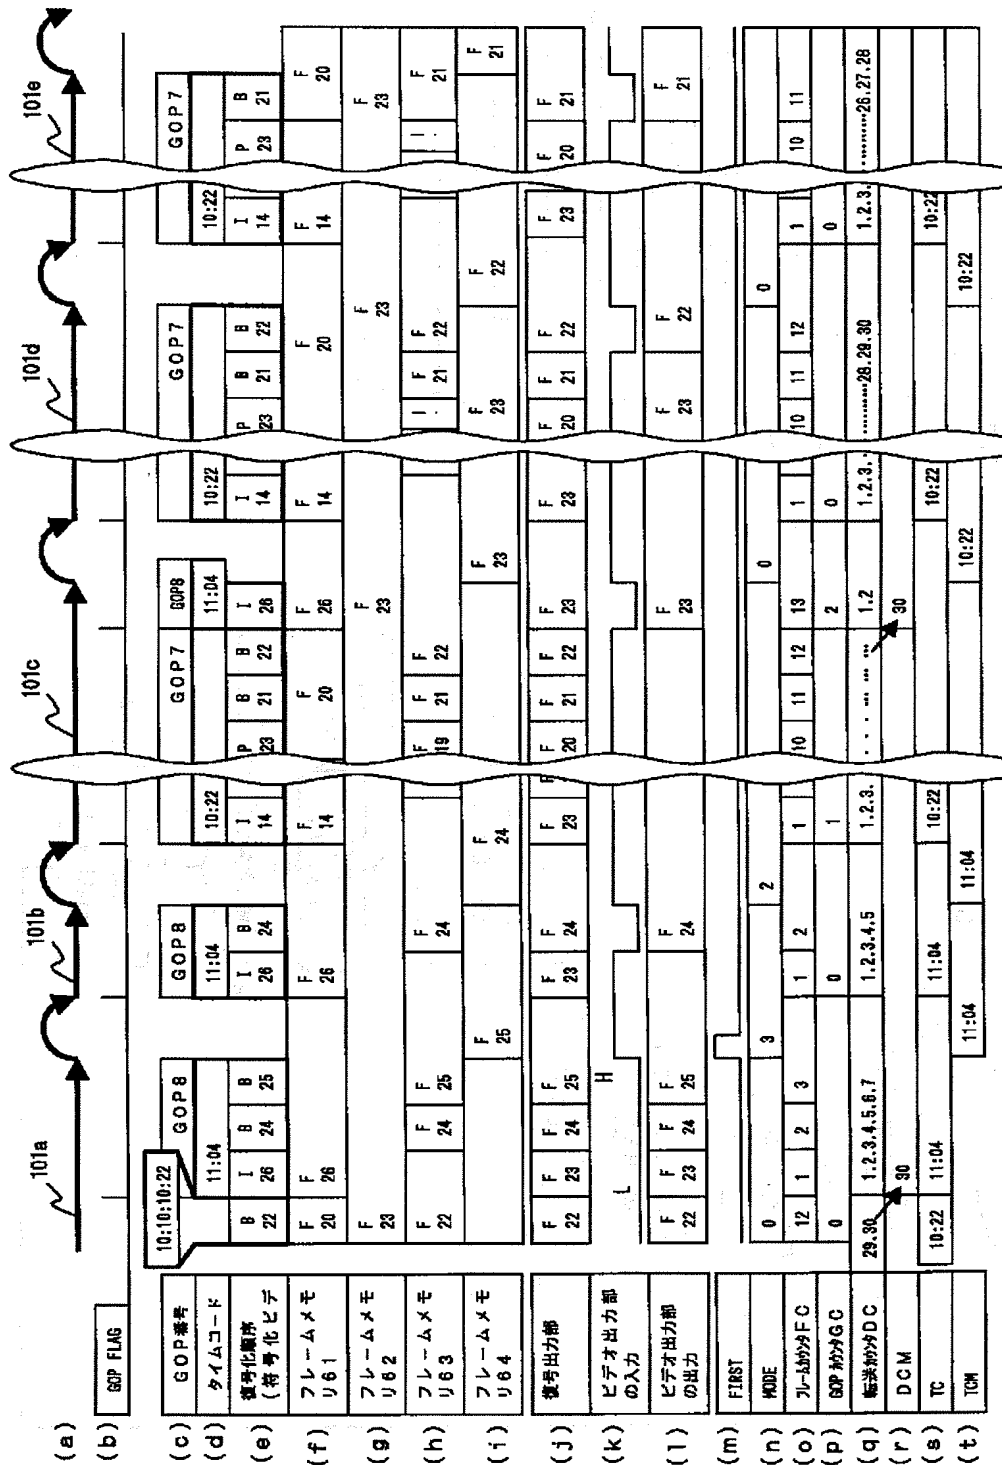 101a 101b 101c 101d 101e
(a)
(b) GOP FLAG
(c) GOP番号 GOP8 GOP8 GOP7 GOP8 GOP7 GOP7
10:10:10:22
(d) タイムコード 11:04 11:04 10:22 11:04 10:22 10:22
(e) 復号化順序
(符号化ビデ
B 22 I 26 B 24 B 25 I 26 B 24 I 14 P 23 B 21 B 22 I 26 I 14 P 23 B 21 B 22 I 14 P 23 B 21
(f) フレームメモ
リ61
F 20 F 26 F 26 F 14 F 20 F 26 F 14 F 20 F 14 F 20
(g) フレームメモ
リ62
F 23 F 23 F 23 F 23
(h) フレームメモ
リ63
F 22 F 24 F 25 F 24 F 19 F 21 F 22 F 21 F 22 F 21
(i) フレームメモ
リ64
F 25 F 24 F 23 F 23 F 22 F 21
(j) 復号出力部
F 22 F 23 F 24 F 25 F 23 F 24 F 23 F 20 F 21 F 22 F 23 F 23 F 20 F 21 F 22 F 23 F 20 F 21
(k) ビデオ出力部
の入力
L H
(l) ビデオ出力部
の出力
F 22 F 23 F 24 F 25 F 24 F 23 F 23 F 22 F 21
(m) FIRST
(n) MODE 0 3 2 0 0
(o) フレームカウンタFC 12 1 2 3 1 2 1 10 11 12 13 1 10 11 12 1 10 11
(p) GOPカウンタGC 0 0 1 2 0 0
(q) 転送カウンタDC 29.30 1.2.3.4.5.6.7 1.2.3.4.5 1.2.3. 1.2 1.2.3. 28.29.30 1.2.3. 26.27.28
(r) DCM 30 30
(s) TC 10:22 11:04 11:04 10:22 10:22 10:22
(t) TCM 11:04 11:04 10:22 10:22